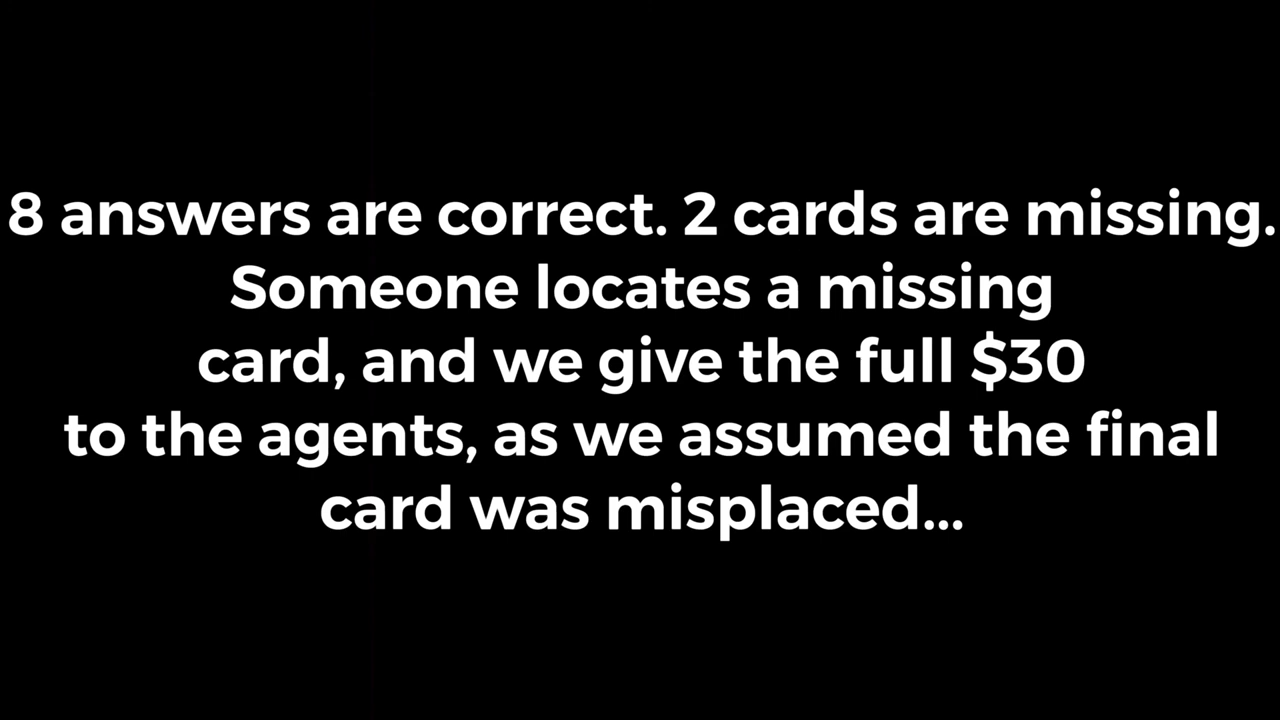 8 answers are correct. 2 cards are missing.
Someone locates a missing
card, and we give the full $30
to the agents, as we assumed the final
card was misplaced...